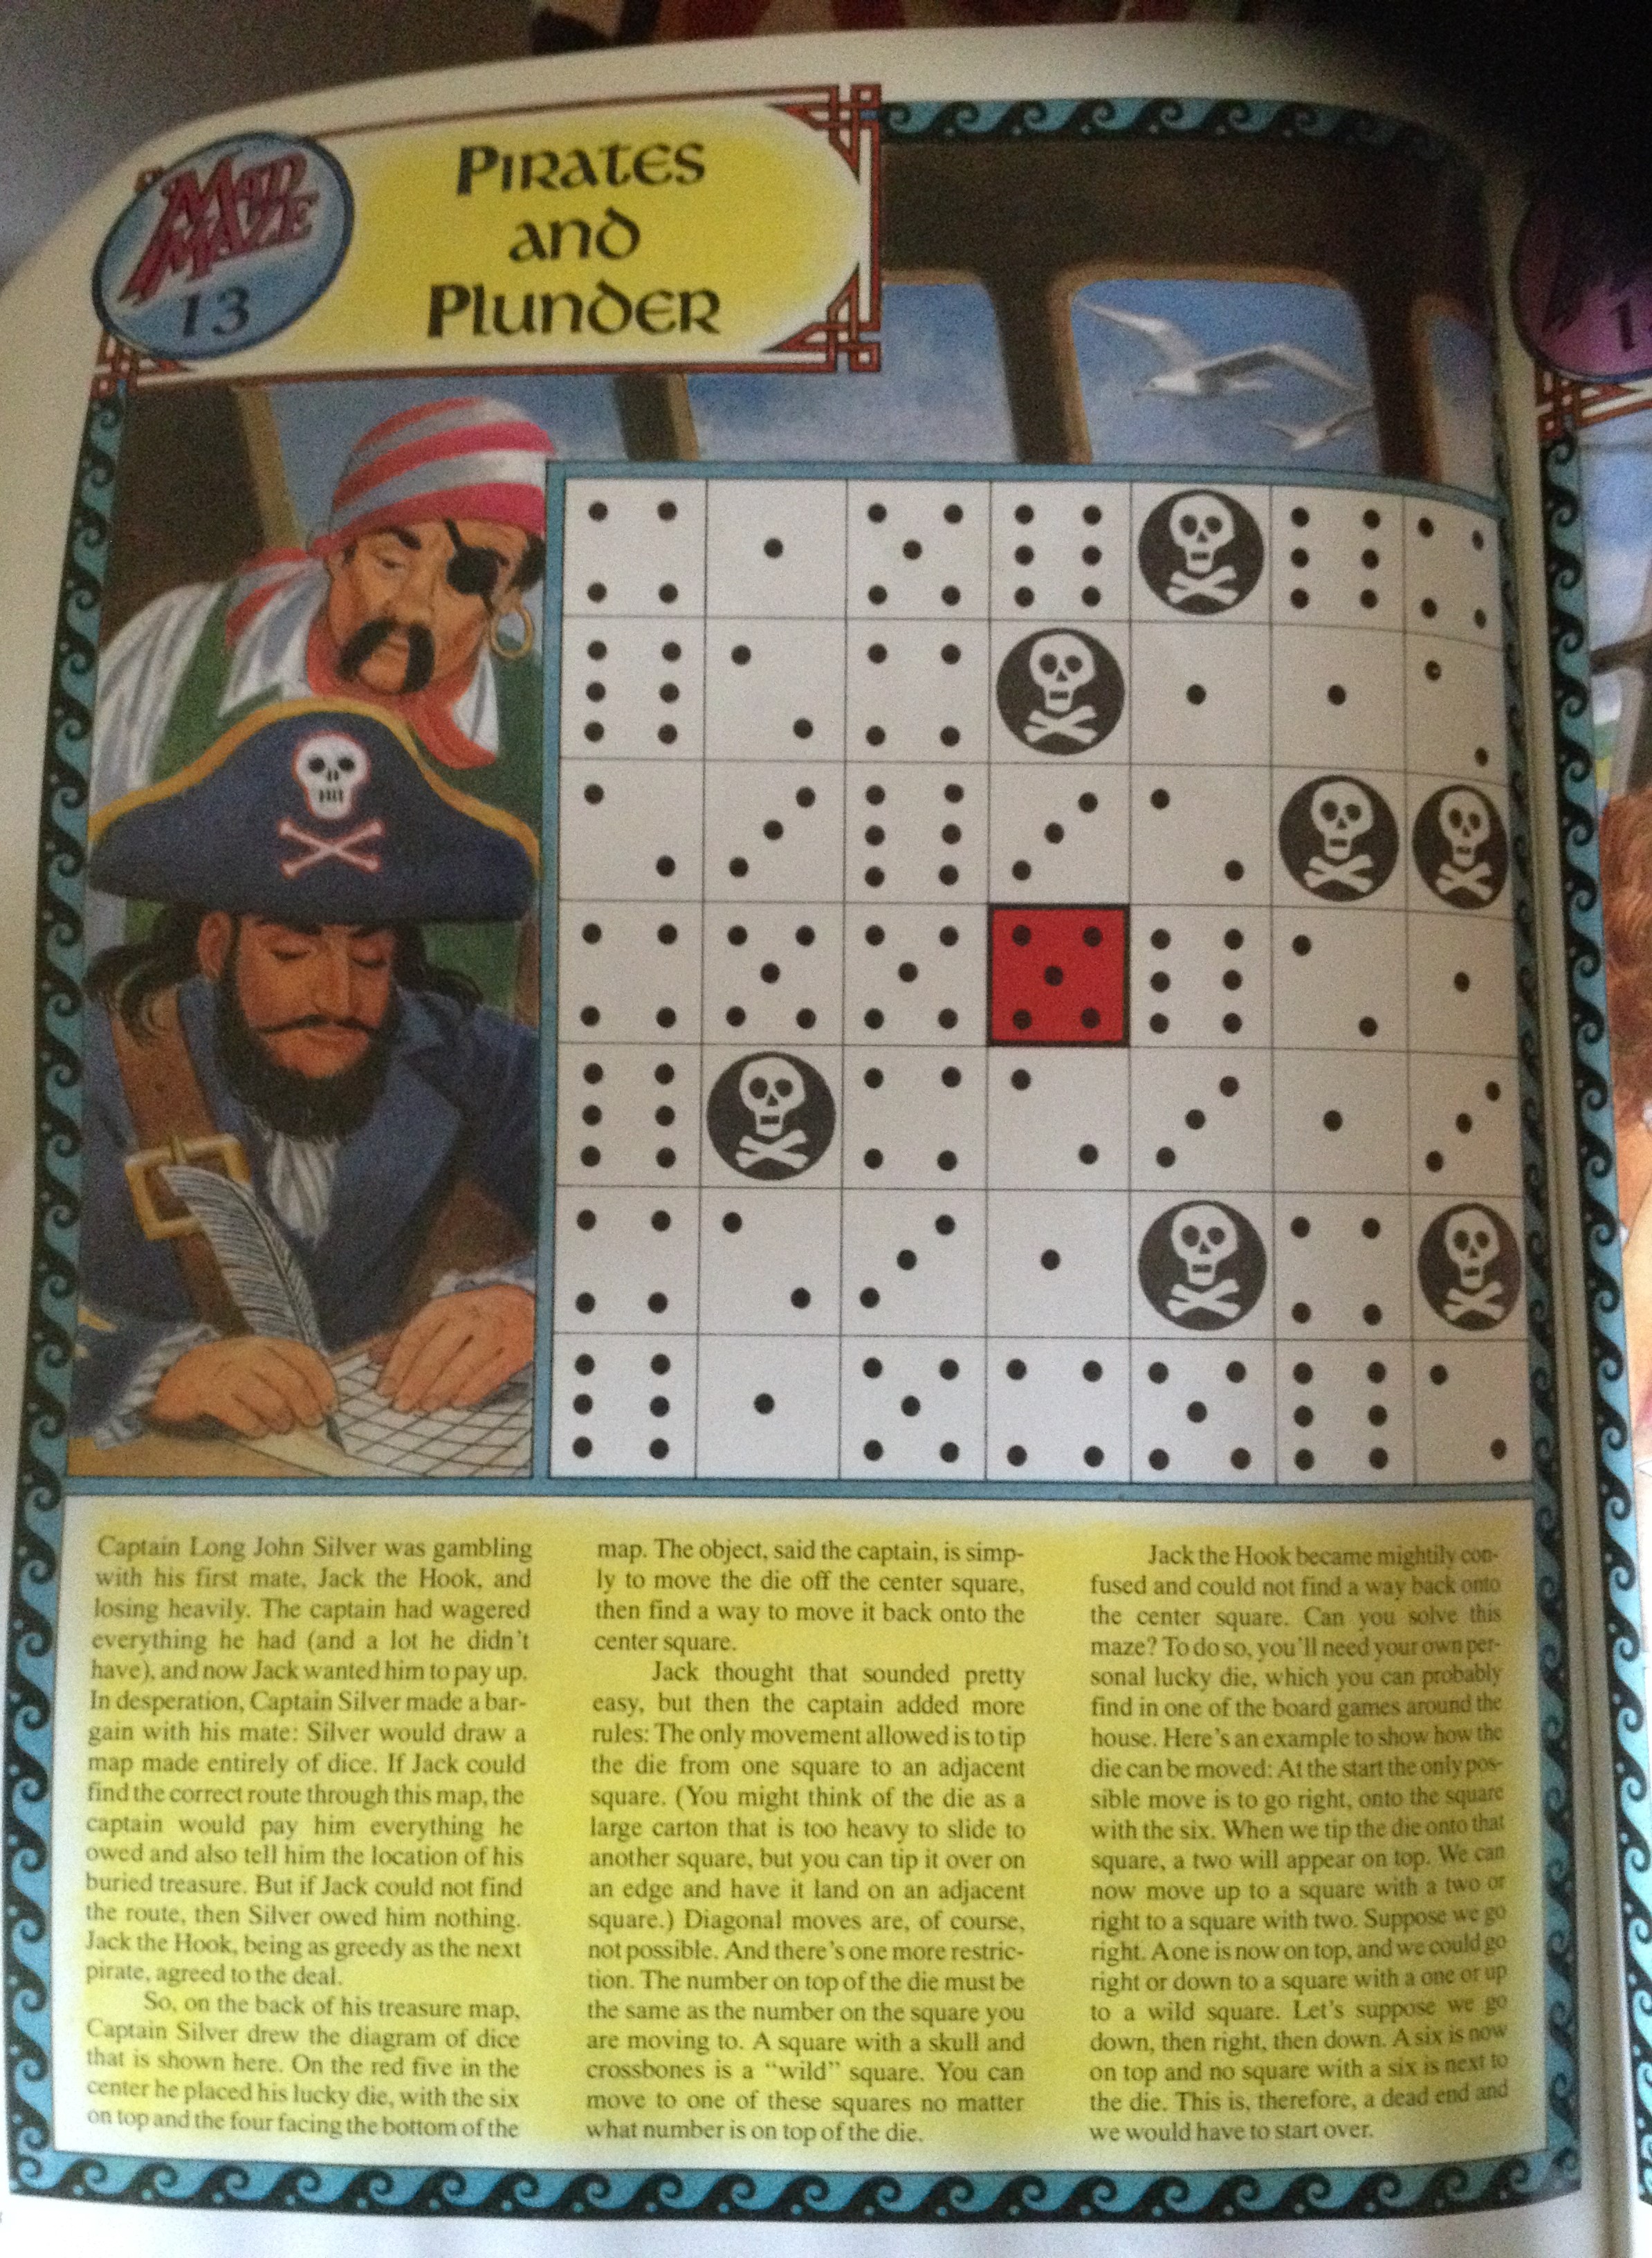 MAD
MAZE
13
PIRATES
and
PLUNDER
1
Captain Long John Silver was gambling
with his first mate, Jack the Hook, and
losing heavily. The captain had wagered
everything he had (and a lot he didn't
have), and now Jack wanted him to pay up.
In desperation, Captain Silver made a bar-
gain with his mate: Silver would draw a
map made entirely of dice. If Jack could
find the correct route through this map, the
captain would pay him everything he
owed and also tell him the location of his
buried treasure. But if Jack could not find
the route, then Silver owed him nothing.
Jack the Hook, being as greedy as the next
pirate, agreed to the deal.
So, on the back of his treasure map,
Captain Silver drew the diagram of dice
that is shown here. On the red five in the
center he placed his lucky die, with the six
on top and the four facing the bottom of the
map. The object, said the captain, is simp-
ly to move the die off the center square,
then find a way to move it back onto the
center square.
Jack thought that sounded pretty
easy, but then the captain added more
rules: The only movement allowed is to tip
the die from one square to an adjacent
square. (You might think of the die as a
large carton that is too heavy to slide to
another square, but you can tip it over on
an edge and have it land on an adjacent
square.) Diagonal moves are, of course,
not possible. And there's one more restric-
tion. The number on top of the die must be
the same as the number on the square you
are moving to. A square with a skull and
crossbones is a "wild" square. You can
move to one of these squares no matter
what number is on top of the die.
Jack the Hook became mightily con-
fused and could not find a way back onto
the center square. Can you solve this
maze? To do so, you'll need your own per-
sonal lucky die, which you can probably
find in one of the board games around the
house. Here's an example to show how the
die can be moved: At the start the only pos-
sible move is to go right, onto the square
with the six. When we tip the die onto that
square, a two will appear on top. We can
now move up to a square with a two or
right to a square with two. Suppose we go
right. A one is now on top, and we could go
right or down to a square with a one or up
to a wild square. Let's suppose we go
down, then right, then down. A six is now
on top and no square with a six is next to
the die. This is, therefore, a dead end and
we would have to start over.